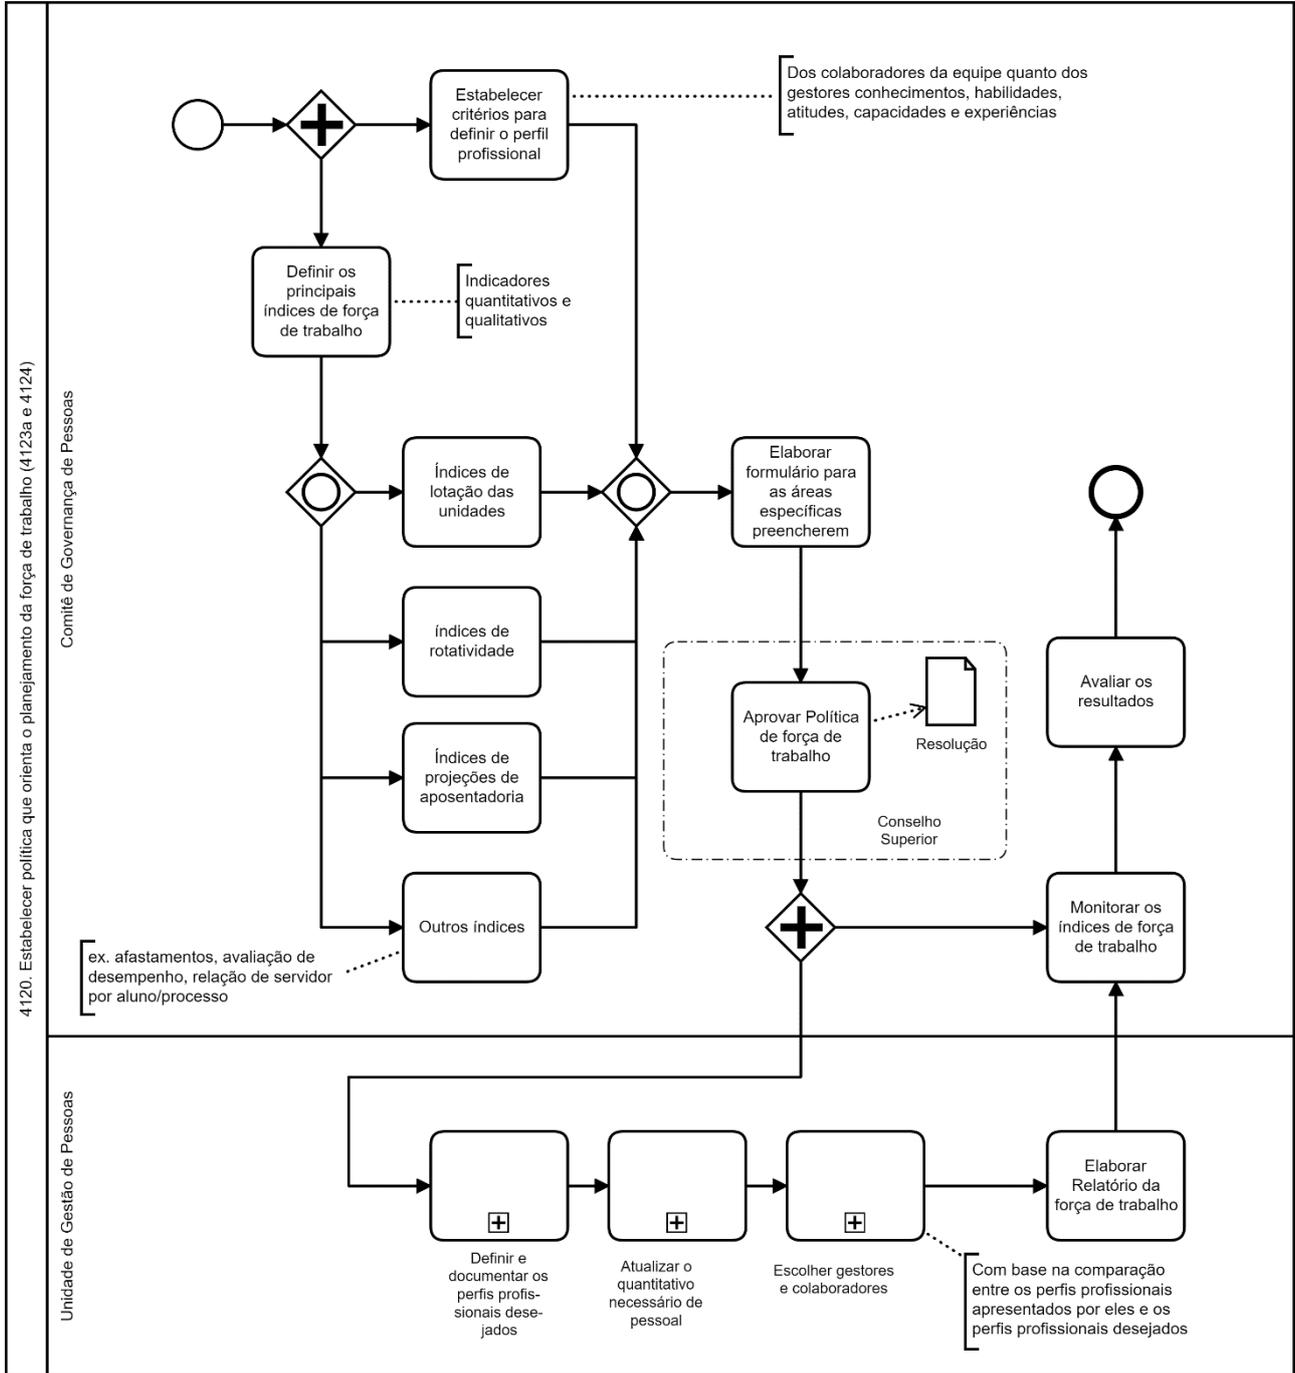 4120. Estabelecer política que orienta o planejamento da força de trabalho (4123a e 4124)
Comitê de Governança de Pessoas
Estabelecer
critérios para
definir o perfil
profissional
Dos colaboradores da equipe quanto dos
gestores conhecimentos, habilidades,
atitudes, capacidades e experiências
Definir os
principais
índices de força
de trabalho
Indicadores
quantitativos e
qualitativos
Índices de
lotação das
unidades
Elaborar
formulário para
as áreas
específicas
preencherem
índices de
rotatividade
Índices de
projeções de
aposentadoria
Outros índices
ex. afastamentos, avaliação de
desempenho, relação de servidor
por aluno/processo
Aprovar Política
de força de
trabalho
Resolução
Conselho
Superior
Avaliar os
resultados
Monitorar os
índices de força
de trabalho
Unidade de Gestão de Pessoas
Definir e
documentar os
perfis profis-
sionais dese-
jados
Atualizar o
quantitativo
necessário de
pessoal
Escolher gestores
e colaboradores
Elaborar
Relatório da
força de trabalho
Com base na comparação
entre os perfis profissionais
apresentados por eles e os
perfis profissionais desejados